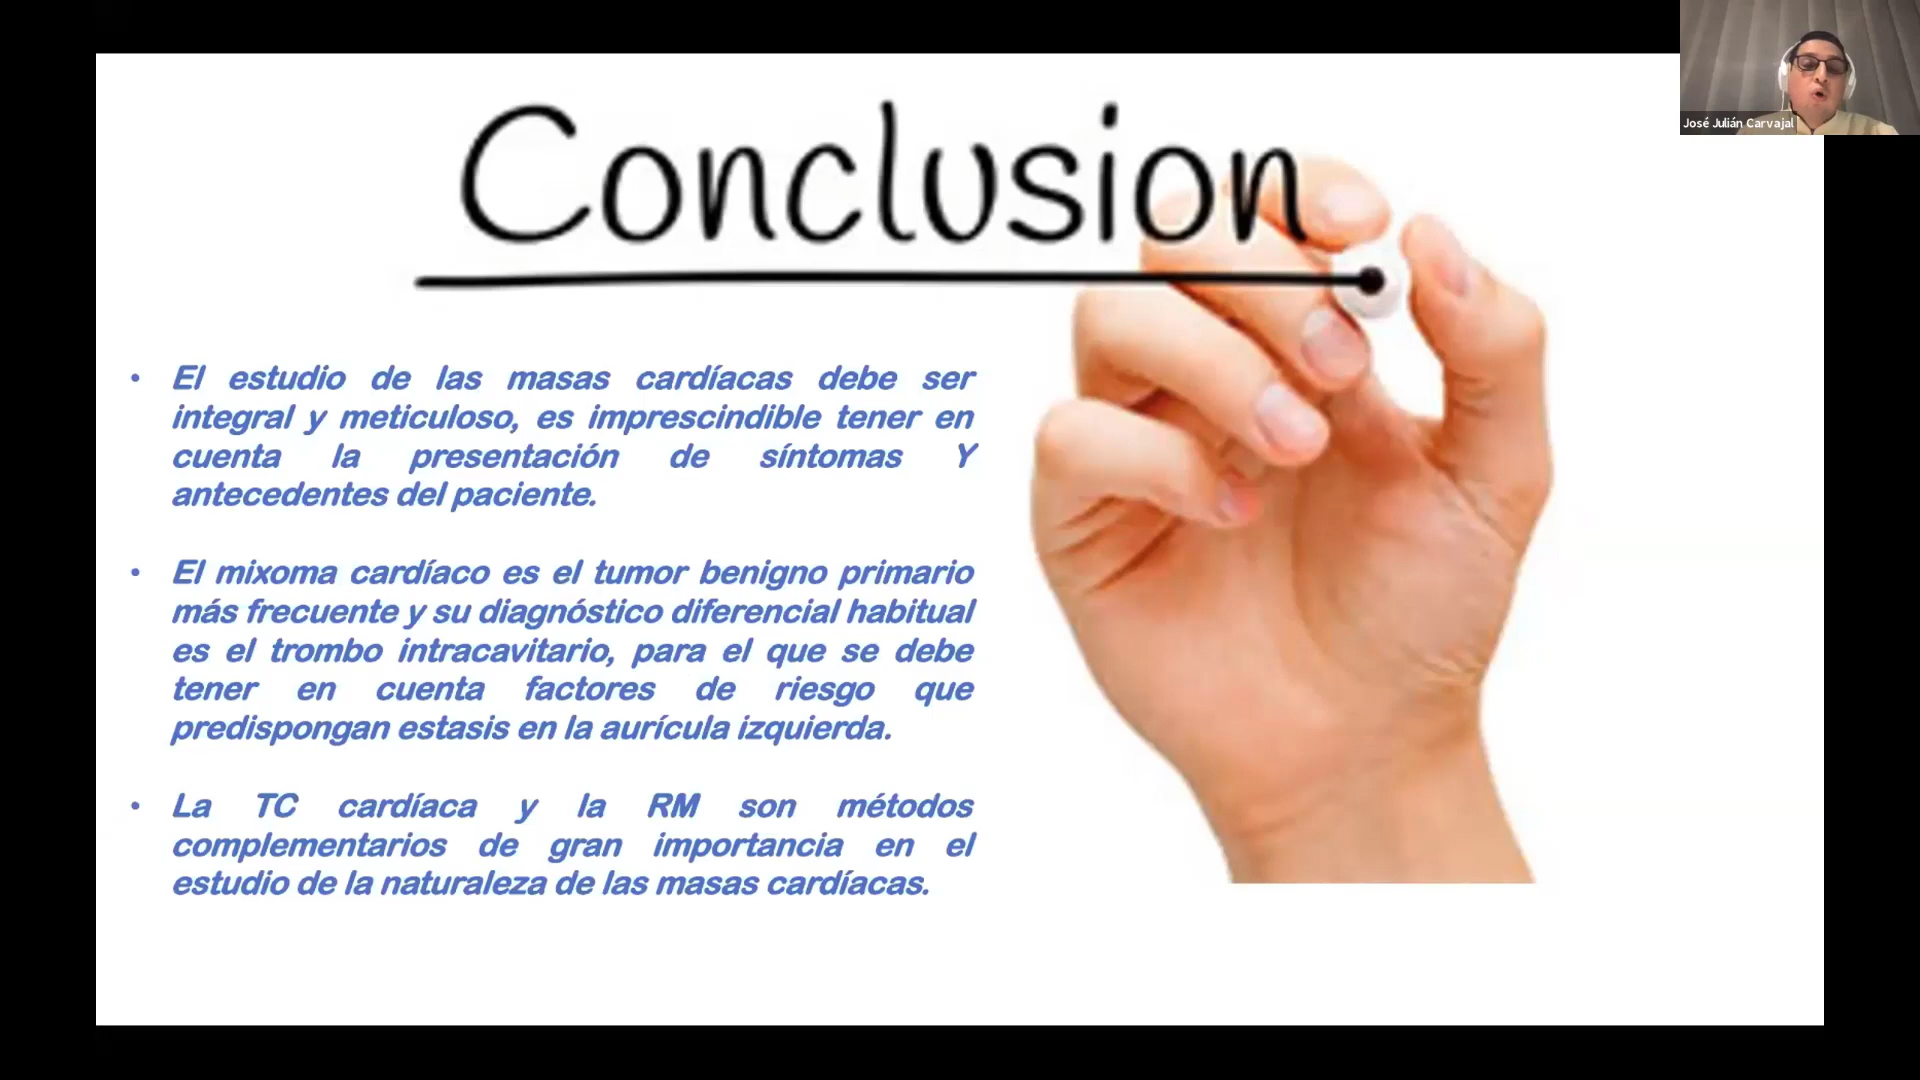 José Julián Carvajal
Conclusion
• El estudio de las masas cardíacas debe ser
integral y meticuloso, es imprescindible tener en
cuenta la presentación de síntomas Y
antecedentes del paciente.
• El mixoma cardíaco es el tumor benigno primario
más frecuente y su diagnóstico diferencial habitual
es el trombo intracavitario, para el que se debe
tener en cuenta factores de riesgo que
predispongan estasis en la aurícula izquierda.
• La TC cardíaca y la RM son métodos
complementarios de gran importancia en el
estudio de la naturaleza de las masas cardíacas.